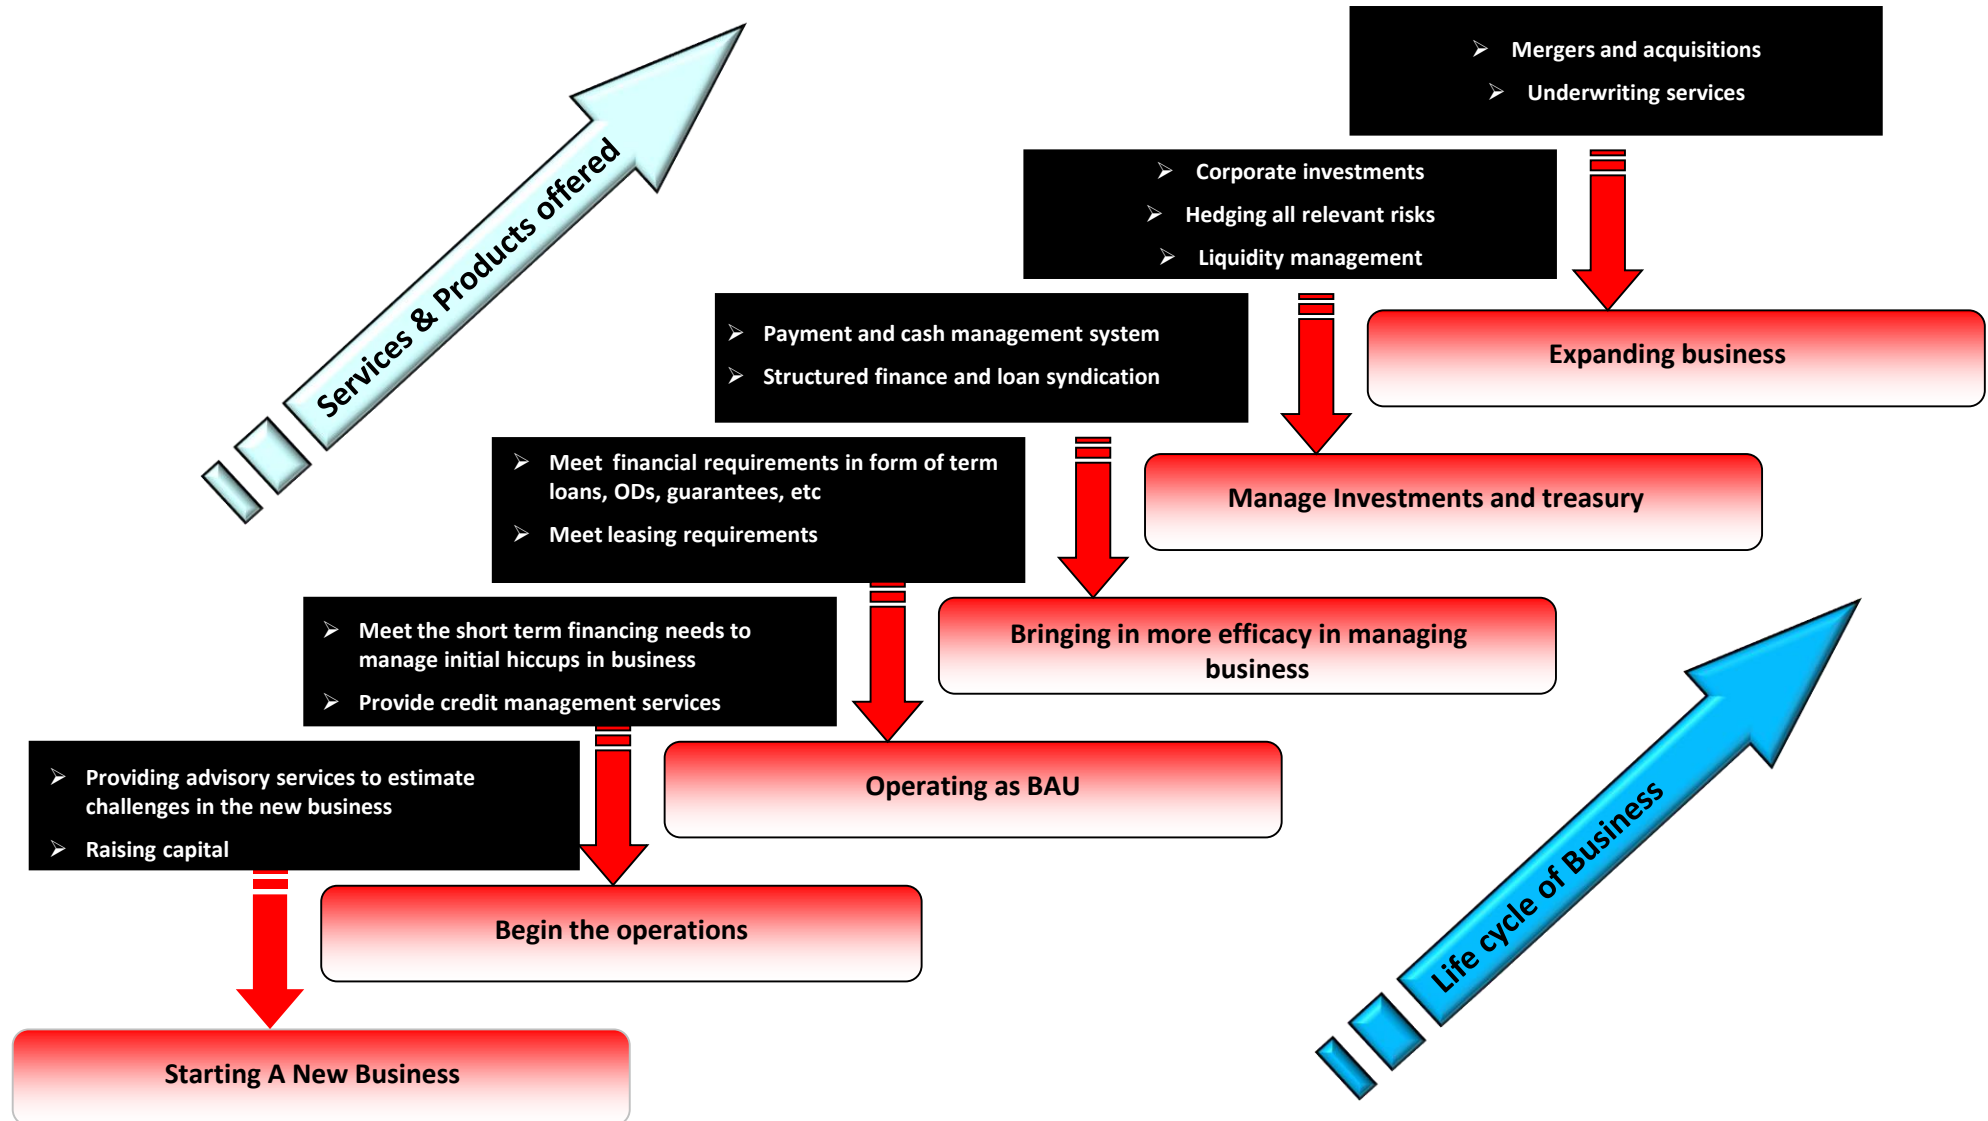 Mergers and acquisitions
Underwriting services
Services & Products offered
Corporate investments
Hedging all relevant risks
Liquidity management
Expanding business
Payment and cash management system
Structured finance and loan syndication
Manage Investments and treasury
Meet financial requirements in form of term
loans, ODs, guarantees, etc
Meet leasing requirements
Bringing in more efficacy in managing
business
Meet the short term financing needs to
manage initial hiccups in business
Provide credit management services
Operating as BAU
Life cycle of Business
Providing advisory services to estimate
challenges in the new business
Raising capital
Begin the operations
Starting A New Business